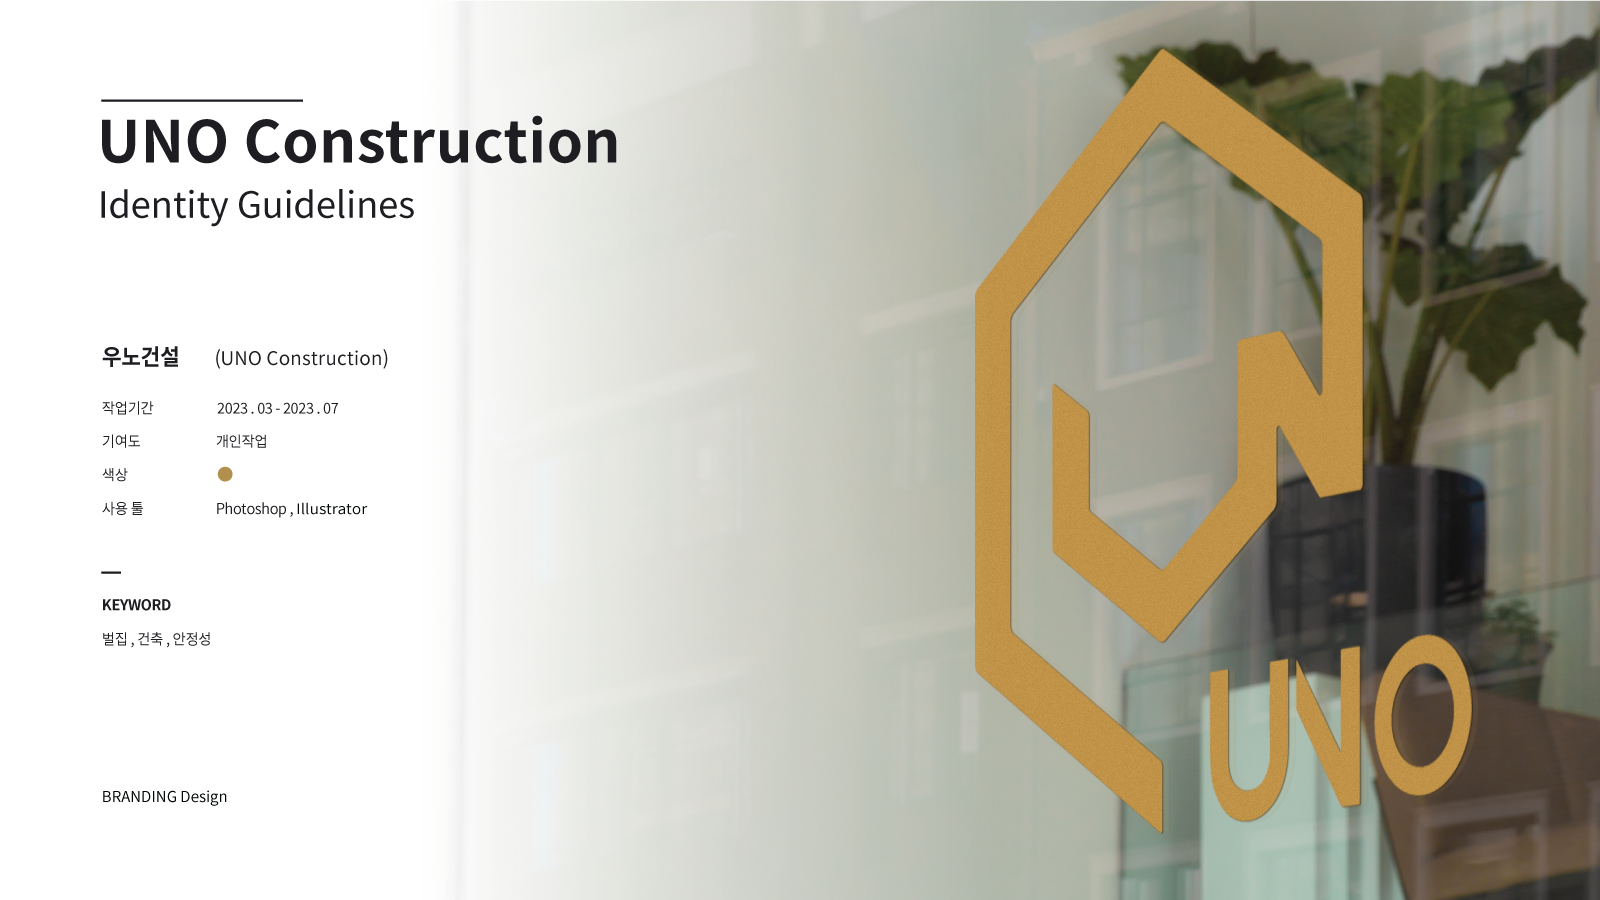 UNO Construction
Identity Guidelines
우노건설 (UNO Construction)
작업기간 2023 . 03 - 2023 . 07
기여도 개인작업
색상
사용 툴 Photoshop , Illustrator
KEYWORD
벌집 , 건축 , 안정성
BRANDING Design
UNO